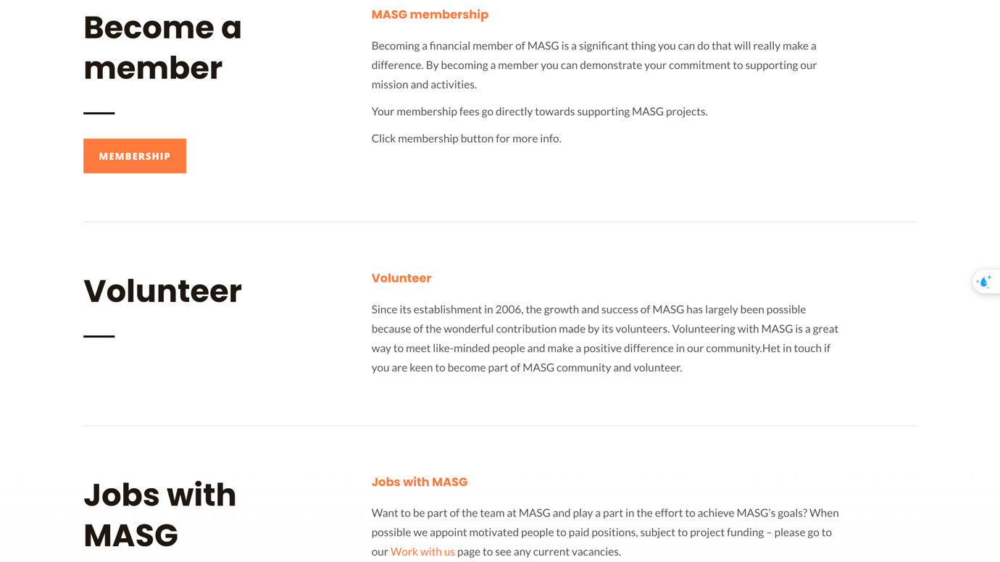 Become a
member
MEMBERSHIP
MASG membership
Becoming a financial member of MASG is a significant thing you can do that will really make a
difference. By becoming a member you can demonstrate your commitment to supporting our
mission and activities.
Your membership fees go directly towards supporting MASG projects.
Click membership button for more info.
Volunteer
Volunteer
Since its establishment in 2006, the growth and success of MASG has largely been possible
because of the wonderful contribution made by its volunteers. Volunteering with MASG is a great
way to meet like-minded people and make a positive difference in our community.Het in touch if
you are keen to become part of MASG community and volunteer.
Jobs with
MASG
Jobs with MASG
Want to be part of the team at MASG and play a part in the effort to achieve MASG’s goals? When
possible we appoint motivated people to paid positions, subject to project funding – please go to
our Work with us page to see any current vacancies.